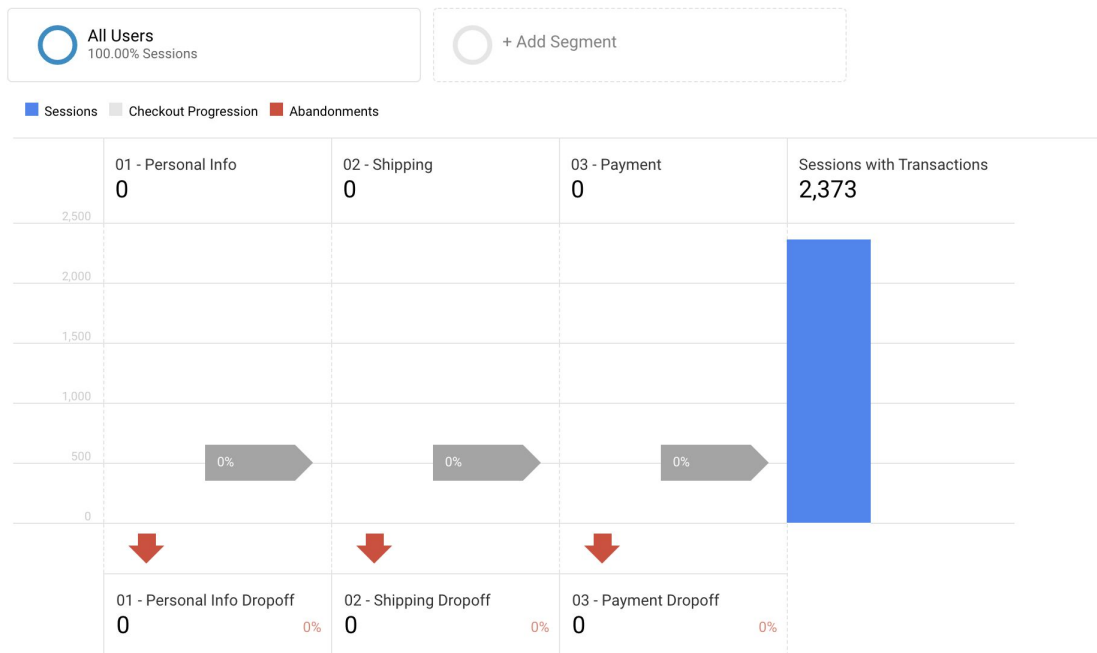 All Users
100.00% Sessions
+ Add Segment
Sessions
Checkout Progression
Abandonments
01 - Personal Info
0
02 - Shipping
0
03 - Payment
0
Sessions with Transactions
2,373
2,500
2,000
1,500
1,000
500
0
0%
0%
0%
01 - Personal Info Dropoff
0
0%
02 - Shipping Dropoff
0
0%
03 - Payment Dropoff
0
0%